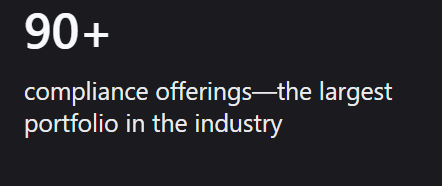 90+
compliance offerings—the largest
portfolio in the industry